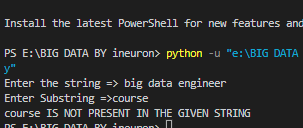 Install the latest PowerShell for new features and
PS E:\BIG DATA BY ineuron> python -u "e:\BIG DATA
y"
Enter the string => big data engineer
Enter Substring =>course
course IS NOT PRESENT IN THE GIVEN STRING
PS E:\BIG DATA BY ineuron>